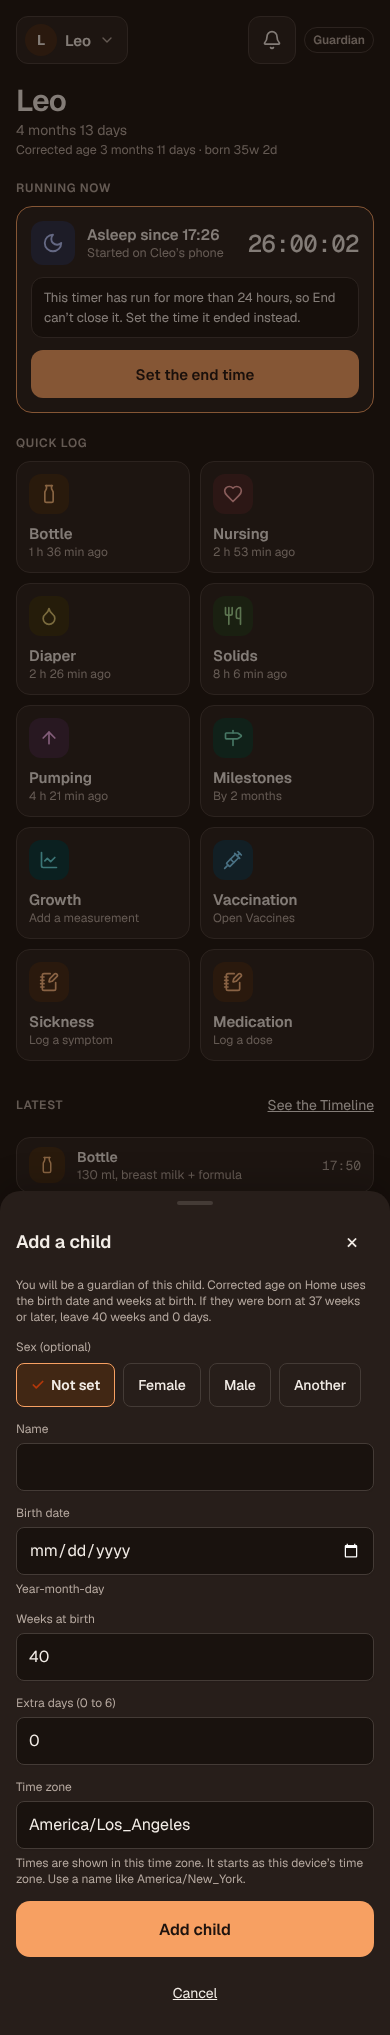 L Leo
Guardian
Leo
4 months 13 days
Corrected age 3 months 11 days · born 35w 2d
RUNNING NOW
Asleep since 17:26
Started on Cleo's phone
26:00:02
This timer has run for more than 24 hours, so End
can't close it. Set the time it ended instead.
Set the end time
QUICK LOG
Bottle
1 h 36 min ago
Nursing
2 h 53 min ago
Diaper
2 h 26 min ago
Solids
8 h 6 min ago
Pumping
4 h 21 min ago
Milestones
By 2 months
Growth
Add a measurement
Vaccination
Open Vaccines
Sickness
Log a symptom
Medication
Log a dose
LATEST
See the Timeline
Bottle
130 ml, breast milk + formula
17:50
Add a child
You will be a guardian of this child. Corrected age on Home uses
the birth date and weeks at birth. If they were born at 37 weeks
or later, leave 40 weeks and 0 days.
Sex (optional)
Not set
Female
Male
Another
Name
Birth date
mm/dd/yyyy
Year-month-day
Weeks at birth
40
Extra days (0 to 6)
0
Time zone
America/Los_Angeles
Times are shown in this time zone. It starts as this device's time
zone. Use a name like America/New_York.
Add child
Cancel